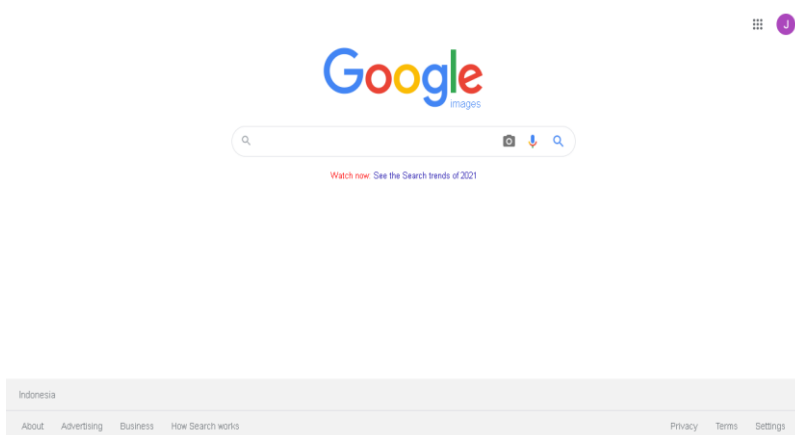 J
Google
images
Watch now: See the Search trends of 2021
Indonesia
About Advertising Business How Search works Privacy Terms Settings